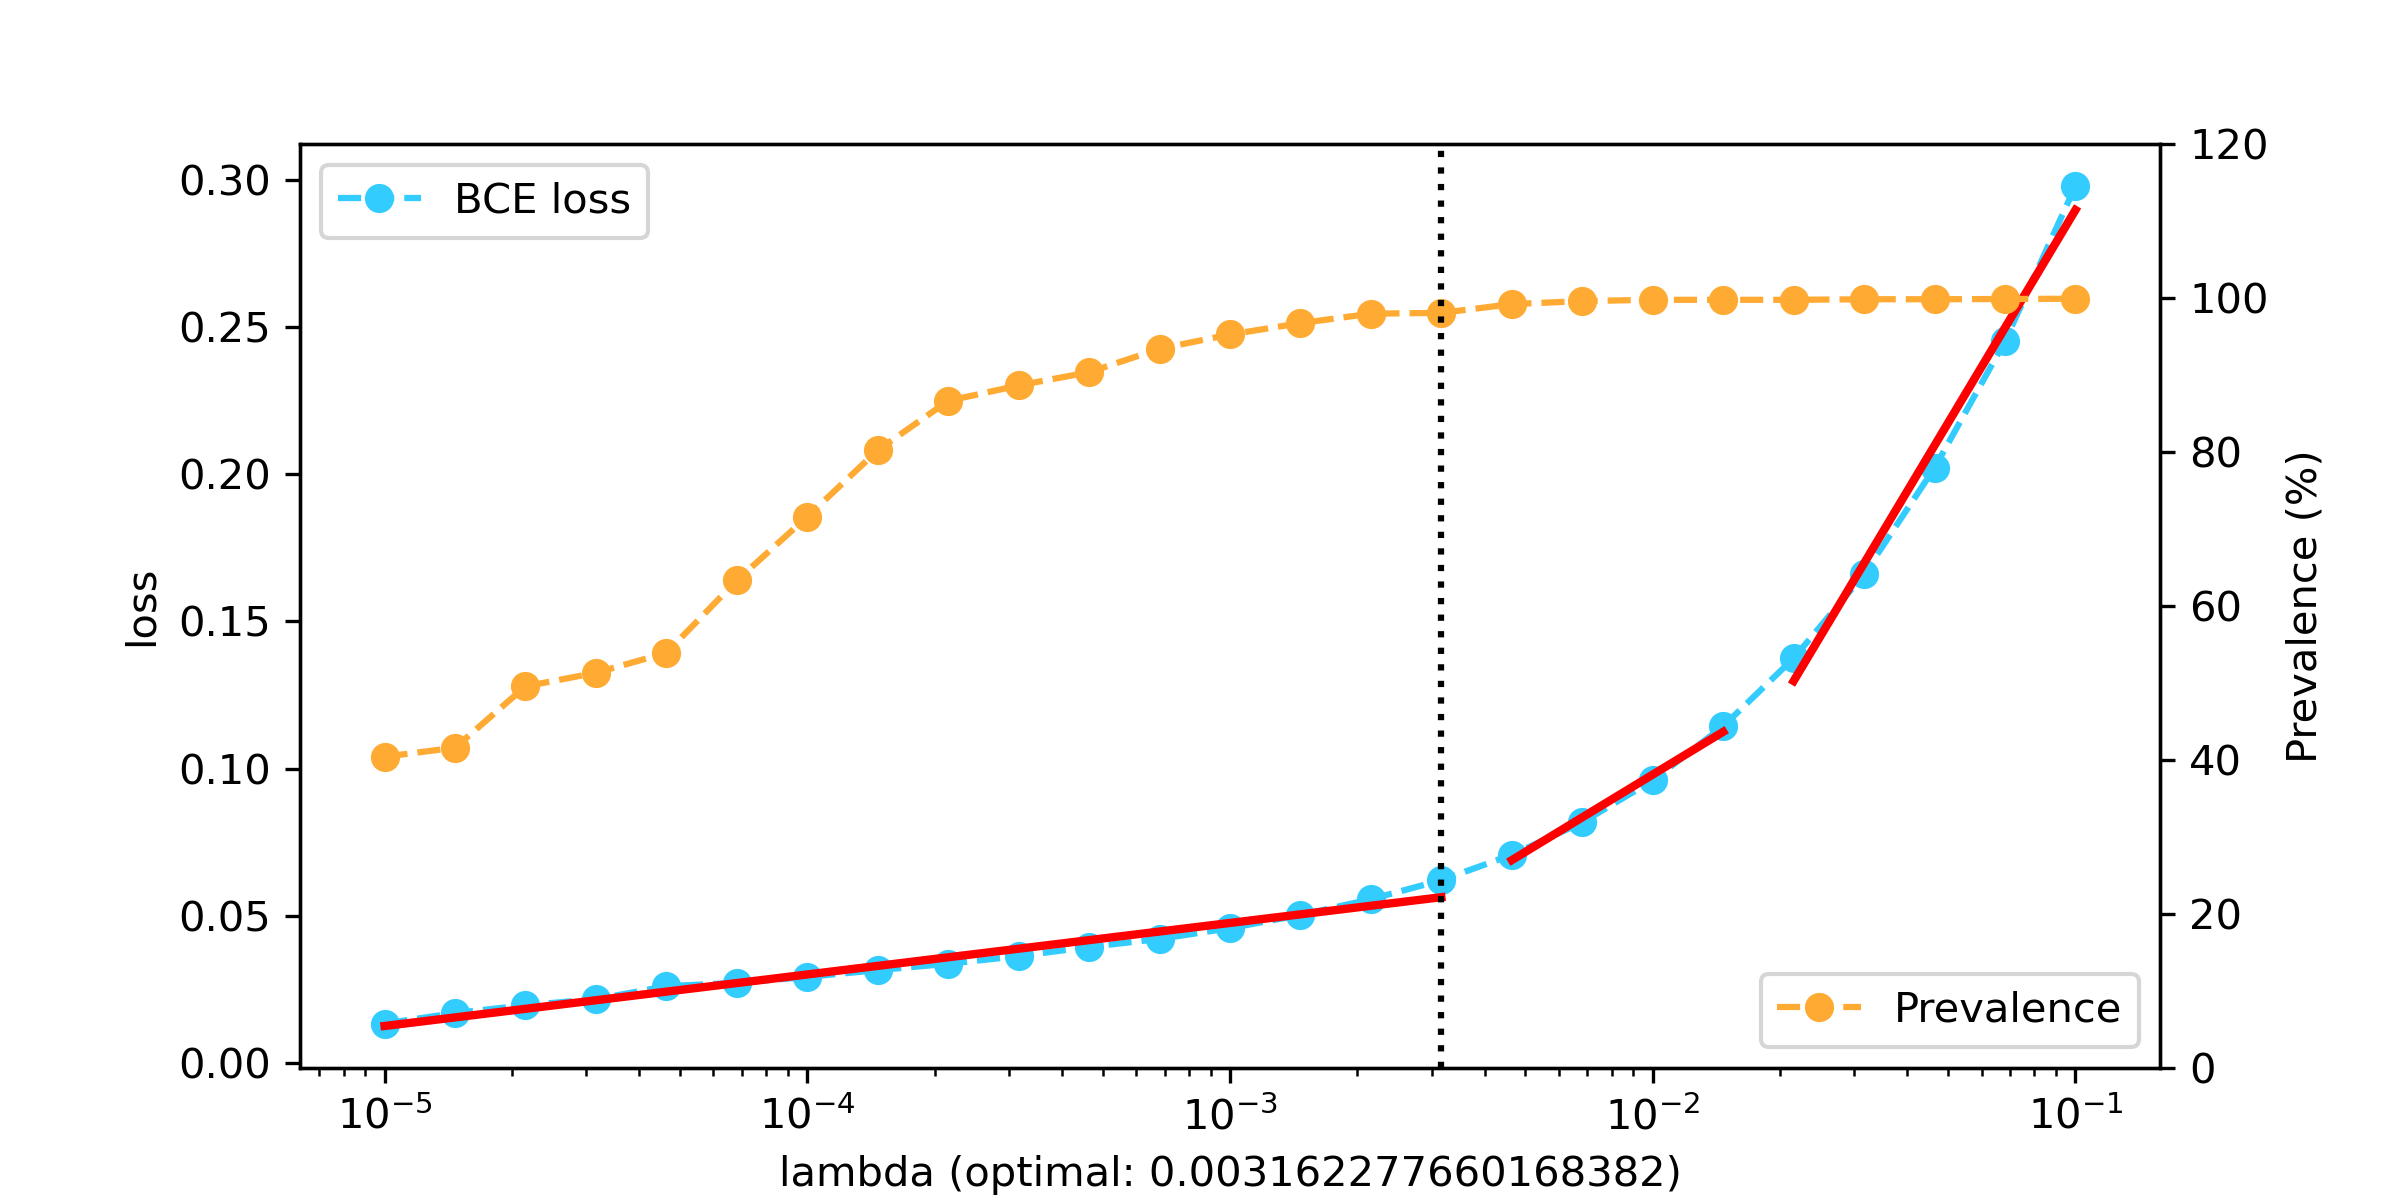 BCE loss
Prevalence
loss
0.30
0.25
0.20
0.15
0.10
0.05
0.00
120
100
80
60
40
20
0
Prevalence (%)
10⁻⁵ 10⁻⁴ 10⁻³ 10⁻² 10⁻¹
lambda (optimal: 0.003162277660168382)